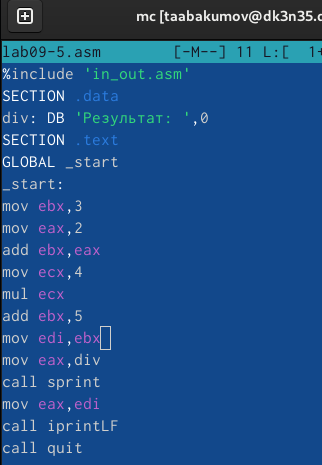 mc [taabakumov@dk3n35.
lab09-5.asm [-M--] 11 L:[ 1+
%include 'in_out.asm'
SECTION .data
div: DB 'Результат: ',0
SECTION .text
GLOBAL _start
_start:
mov ebx,3
mov eax,2
add ebx,eax
mov ecx,4
mul ecx
add ebx,5
mov edi,ebx
mov eax,div
call sprint
mov eax,edi
call iprintLF
call quit